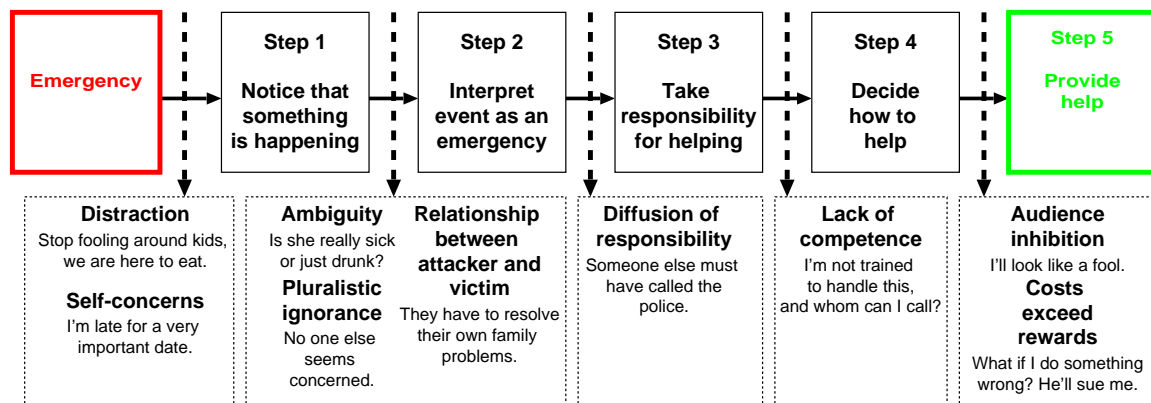 Emergency
Step 1
Notice that
something
is happening
Step 2
Interpret
event as an
emergency
Step 3
Take
responsibility
for helping
Step 4
Decide
how to
help
Step 5
Provide
help
Distraction
Stop fooling around kids,
we are here to eat.
Self-concerns
I’m late for a very
important date.
Ambiguity
Is she really sick
or just drunk?
Pluralistic
ignorance
No one else
seems
concerned.
Relationship
between
attacker and
victim
They have to resolve
their own family
problems.
Diffusion of
responsibility
Someone else must
have called the
police.
Lack of
competence
I’m not trained
to handle this,
and whom can I call?
Audience
inhibition
I’ll look like a fool.
Costs
exceed
rewards
What if I do something
wrong? He’ll sue me.